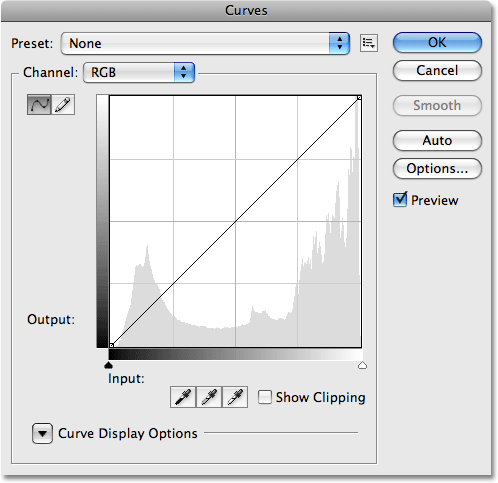 Curves
Preset: None
OK
Channel: RGB
Cancel
Smooth
Auto
Options...
Preview
Output:
Input:
Show Clipping
Curve Display Options